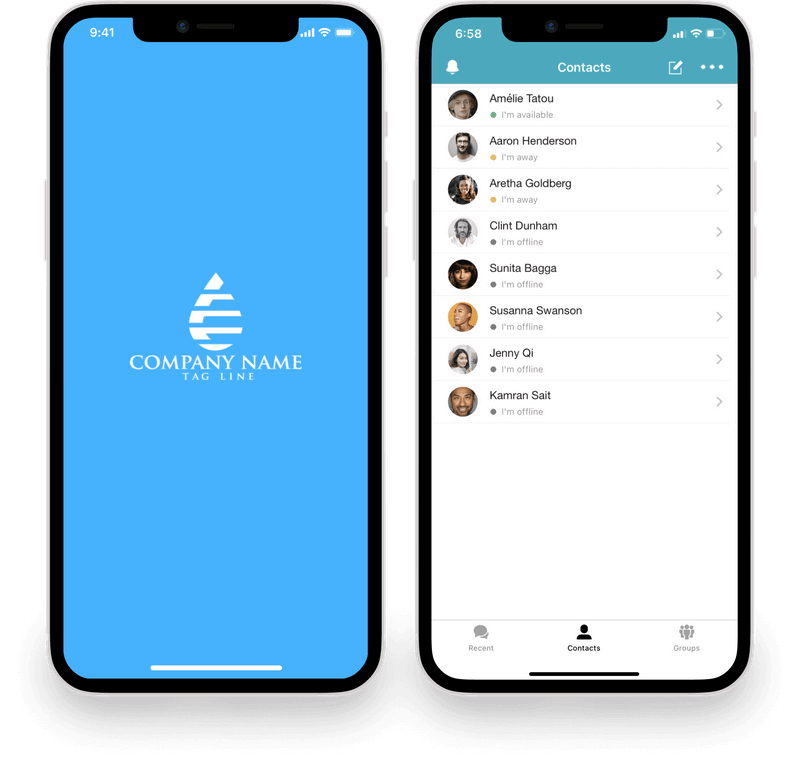 9:41
COMPANY NAME
TAG LINE
6:58
Contacts
Amélie Tatou
I'm available
Aaron Henderson
I'm away
Aretha Goldberg
I'm away
Clint Dunham
I'm offline
Sunita Bagga
I'm offline
Susanna Swanson
I'm offline
Jenny Qi
I'm offline
Kamran Sait
I'm offline
Recent
Contacts
Groups